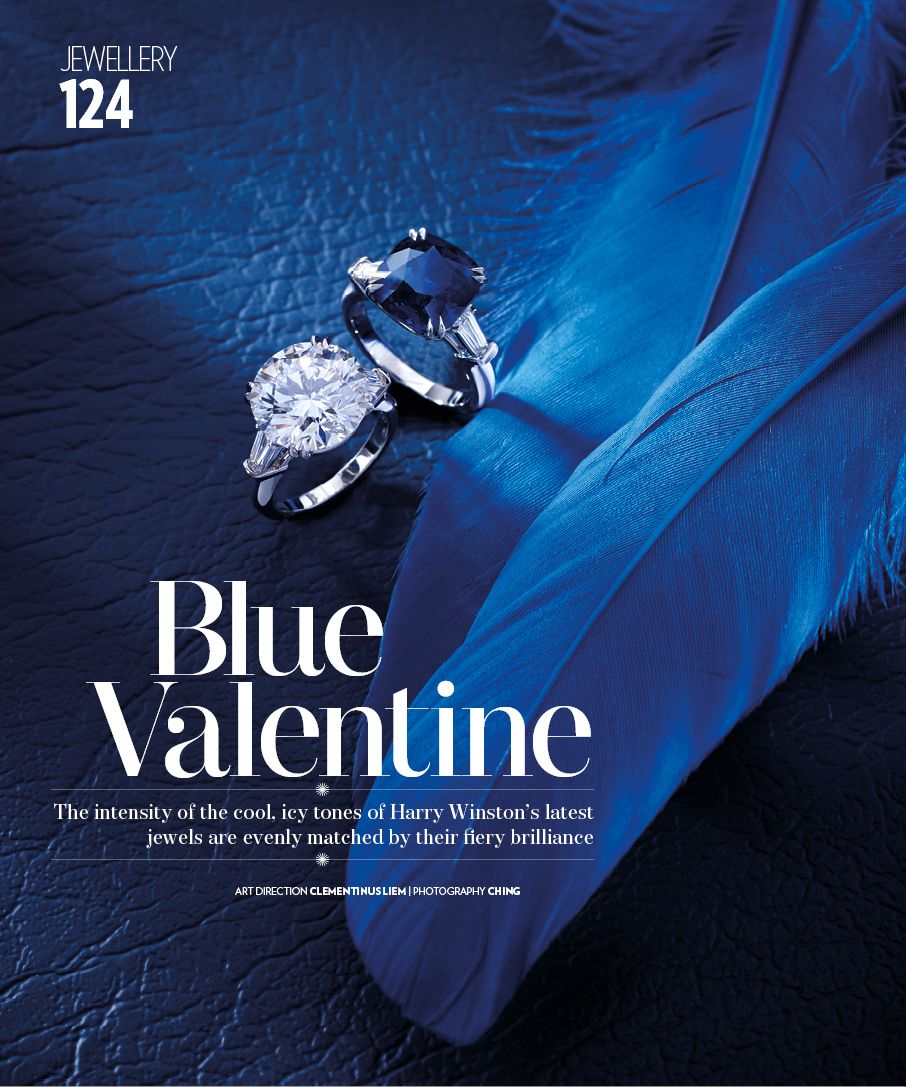 JEWELLERY
124
Blue
Valentine
The intensity of the cool, icy tones of Harry Winston's latest
jewels are evenly matched by their fiery brilliance
ART DIRECTION CLEMENTINUS LIEM | PHOTOGRAPHY CHING